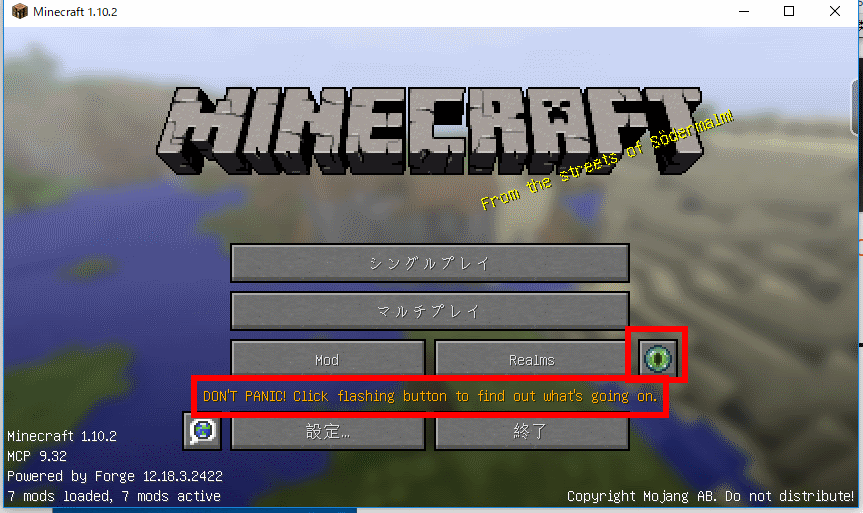 Minecraft 1.10.2
MINECRAFT
From the streets of Södermalm!
シングルプレイ
マルチプレイ
Mod
Realms
DON'T PANIC! Click flashing button to find out what's going on.
設定...
終了
Minecraft 1.10.2
MCP 9.32
Powered by Forge 12.18.3.2422
7 mods loaded, 7 mods active
Copyright Mojang AB. Do not distribute!